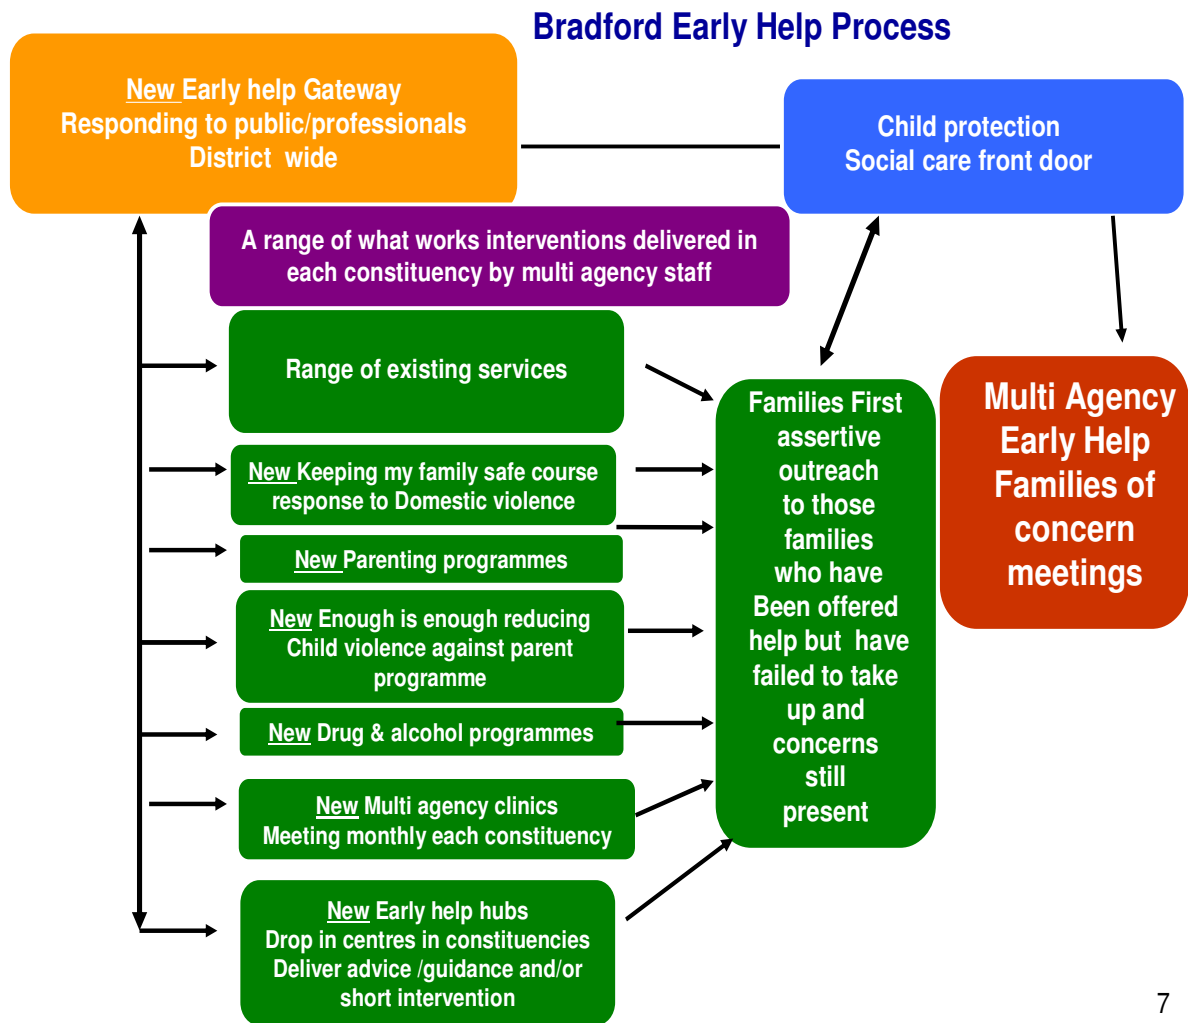 Bradford Early Help Process
New Early help Gateway
Responding to public/professionals
District wide
Child protection
Social care front door
A range of what works interventions delivered in
each constituency by multi agency staff
Range of existing services
New Keeping my family safe course
response to Domestic violence
New Parenting programmes
New Enough is enough reducing
Child violence against parent
programme
New Drug & alcohol programmes
New Multi agency clinics
Meeting monthly each constituency
New Early help hubs
Drop in centres in constituencies
Deliver advice /guidance and/or
short intervention
Families First
assertive
outreach
to those
families
who have
Been offered
help but have
failed to take
up and
concerns
still
present
Multi Agency
Early Help
Families of
concern
meetings
7